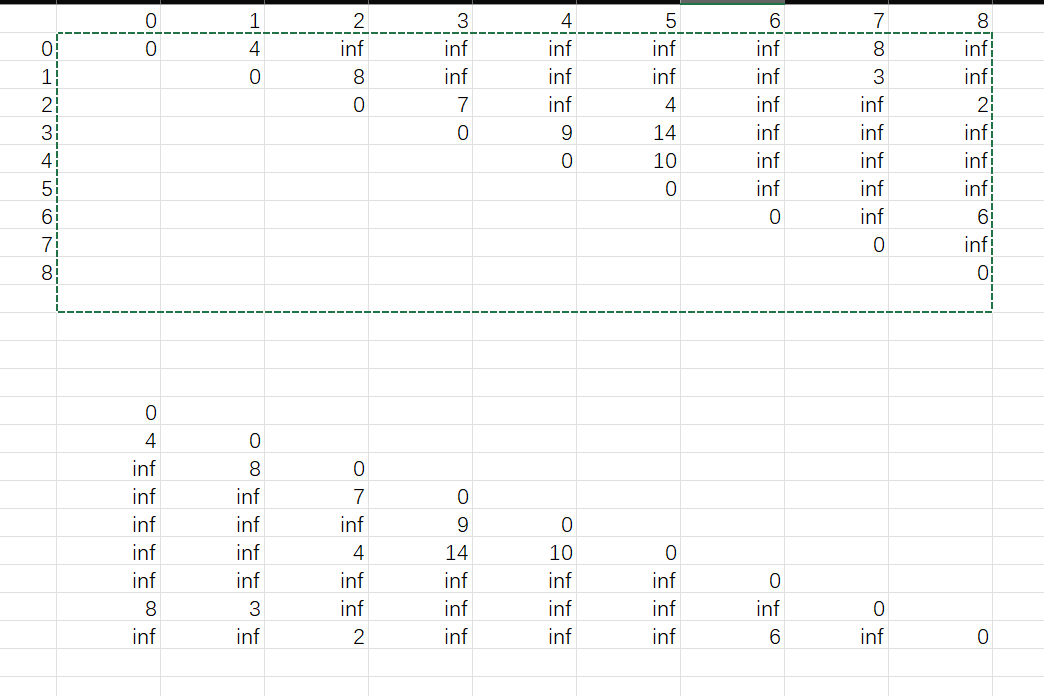 0 1 2 3 4 5 6 7 8
0 0 4 inf inf inf inf inf 8 inf
1 0 8 inf inf inf inf 3 inf
2 0 7 inf 4 inf inf 2
3 0 9 14 inf inf inf
4 0 10 inf inf inf
5 0 inf inf inf
6 0 inf 6
7 0 inf
8 0
0
4 0
inf 8 0
inf inf 7 0
inf inf inf 9 0
inf inf 4 14 10 0
inf inf inf inf inf inf 0
8 3 inf inf inf inf inf 0
inf inf 2 inf inf inf 6 inf 0